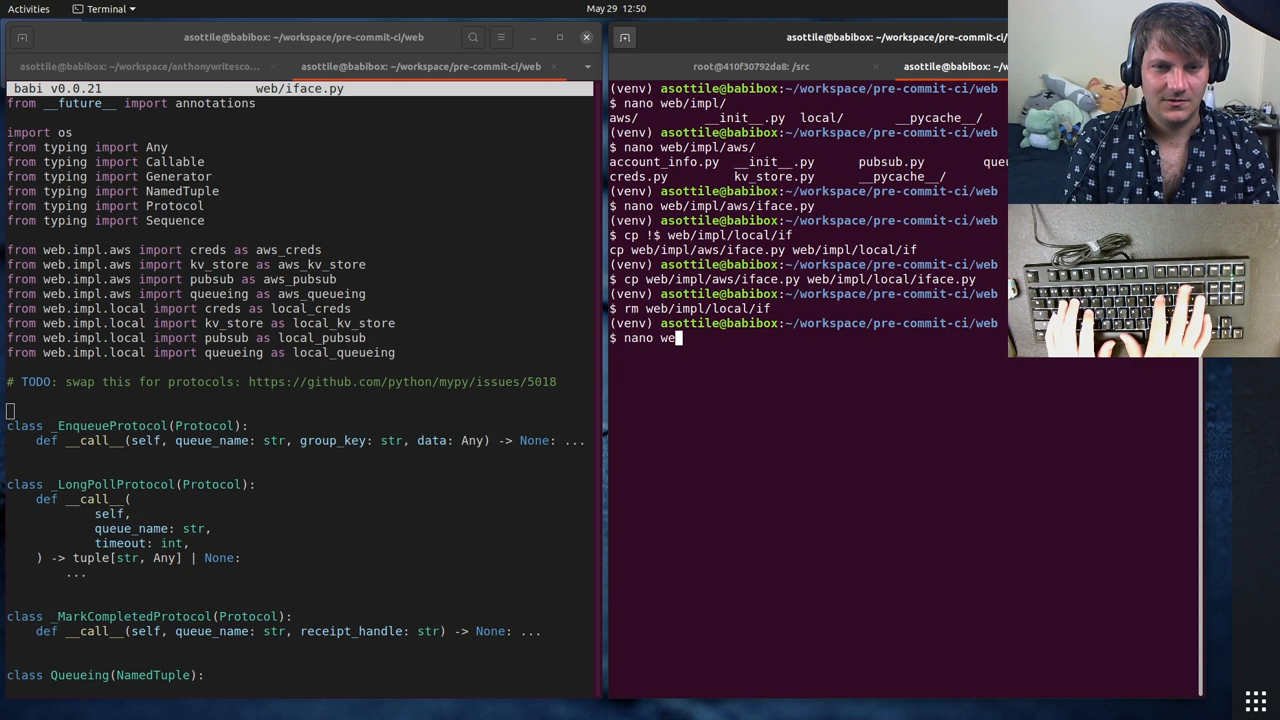 Activities
Terminal
May 29 12:50
asottile@babibox: ~/workspace/pre-commit-ci/web
asottile@babibox: ~/workspace/anthonywritesco...
asottile@babibox: ~/workspace/pre-commit-ci/web
babi v0.0.21 web/iface.py
from __future__ import annotations
import os
from typing import Any
from typing import Callable
from typing import Generator
from typing import NamedTuple
from typing import Protocol
from typing import Sequence
from web.impl.aws import creds as aws_creds
from web.impl.aws import kv_store as aws_kv_store
from web.impl.aws import pubsub as aws_pubsub
from web.impl.aws import queueing as aws_queueing
from web.impl.local import creds as local_creds
from web.impl.local import kv_store as local_kv_store
from web.impl.local import pubsub as local_pubsub
from web.impl.local import queueing as local_queueing
# TODO: swap this for protocols: https://github.com/python/mypy/issues/5018
class _EnqueueProtocol(Protocol):
def __call__(self, queue_name: str, group_key: str, data: Any) -> None: ...
class _LongPollProtocol(Protocol):
def __call__(
self,
queue_name: str,
timeout: int,
) -> tuple[str, Any] | None:
...
class _MarkCompletedProtocol(Protocol):
def __call__(self, queue_name: str, receipt_handle: str) -> None: ...
class Queueing(NamedTuple):
asottile@babibox: ~/workspace/pre-commit-ci/
root@410f30792da8: /src
asottile@babibox: ~/w
(venv) asottile@babibox:~/workspace/pre-commit-ci/web
$ nano web/impl/
aws/ __init__.py local/ __pycache__/
(venv) asottile@babibox:~/workspace/pre-commit-ci/web
$ nano web/impl/aws/
account_info.py __init__.py pubsub.py que
creds.py kv_store.py __pycache__/
(venv) asottile@babibox:~/workspace/pre-commit-ci/web
$ nano web/impl/aws/iface.py
(venv) asottile@babibox:~/workspace/pre-commit-ci/web
$ cp !$ web/impl/local/if
cp web/impl/aws/iface.py web/impl/local/if
(venv) asottile@babibox:~/workspace/pre-commit-ci/web
$ cp web/impl/aws/iface.py web/impl/local/iface.py
(venv) asottile@babibox:~/workspace/pre-commit-ci/web
$ rm web/impl/local/if
(venv) asottile@babibox:~/workspace/pre-commit-ci/web
$ nano we